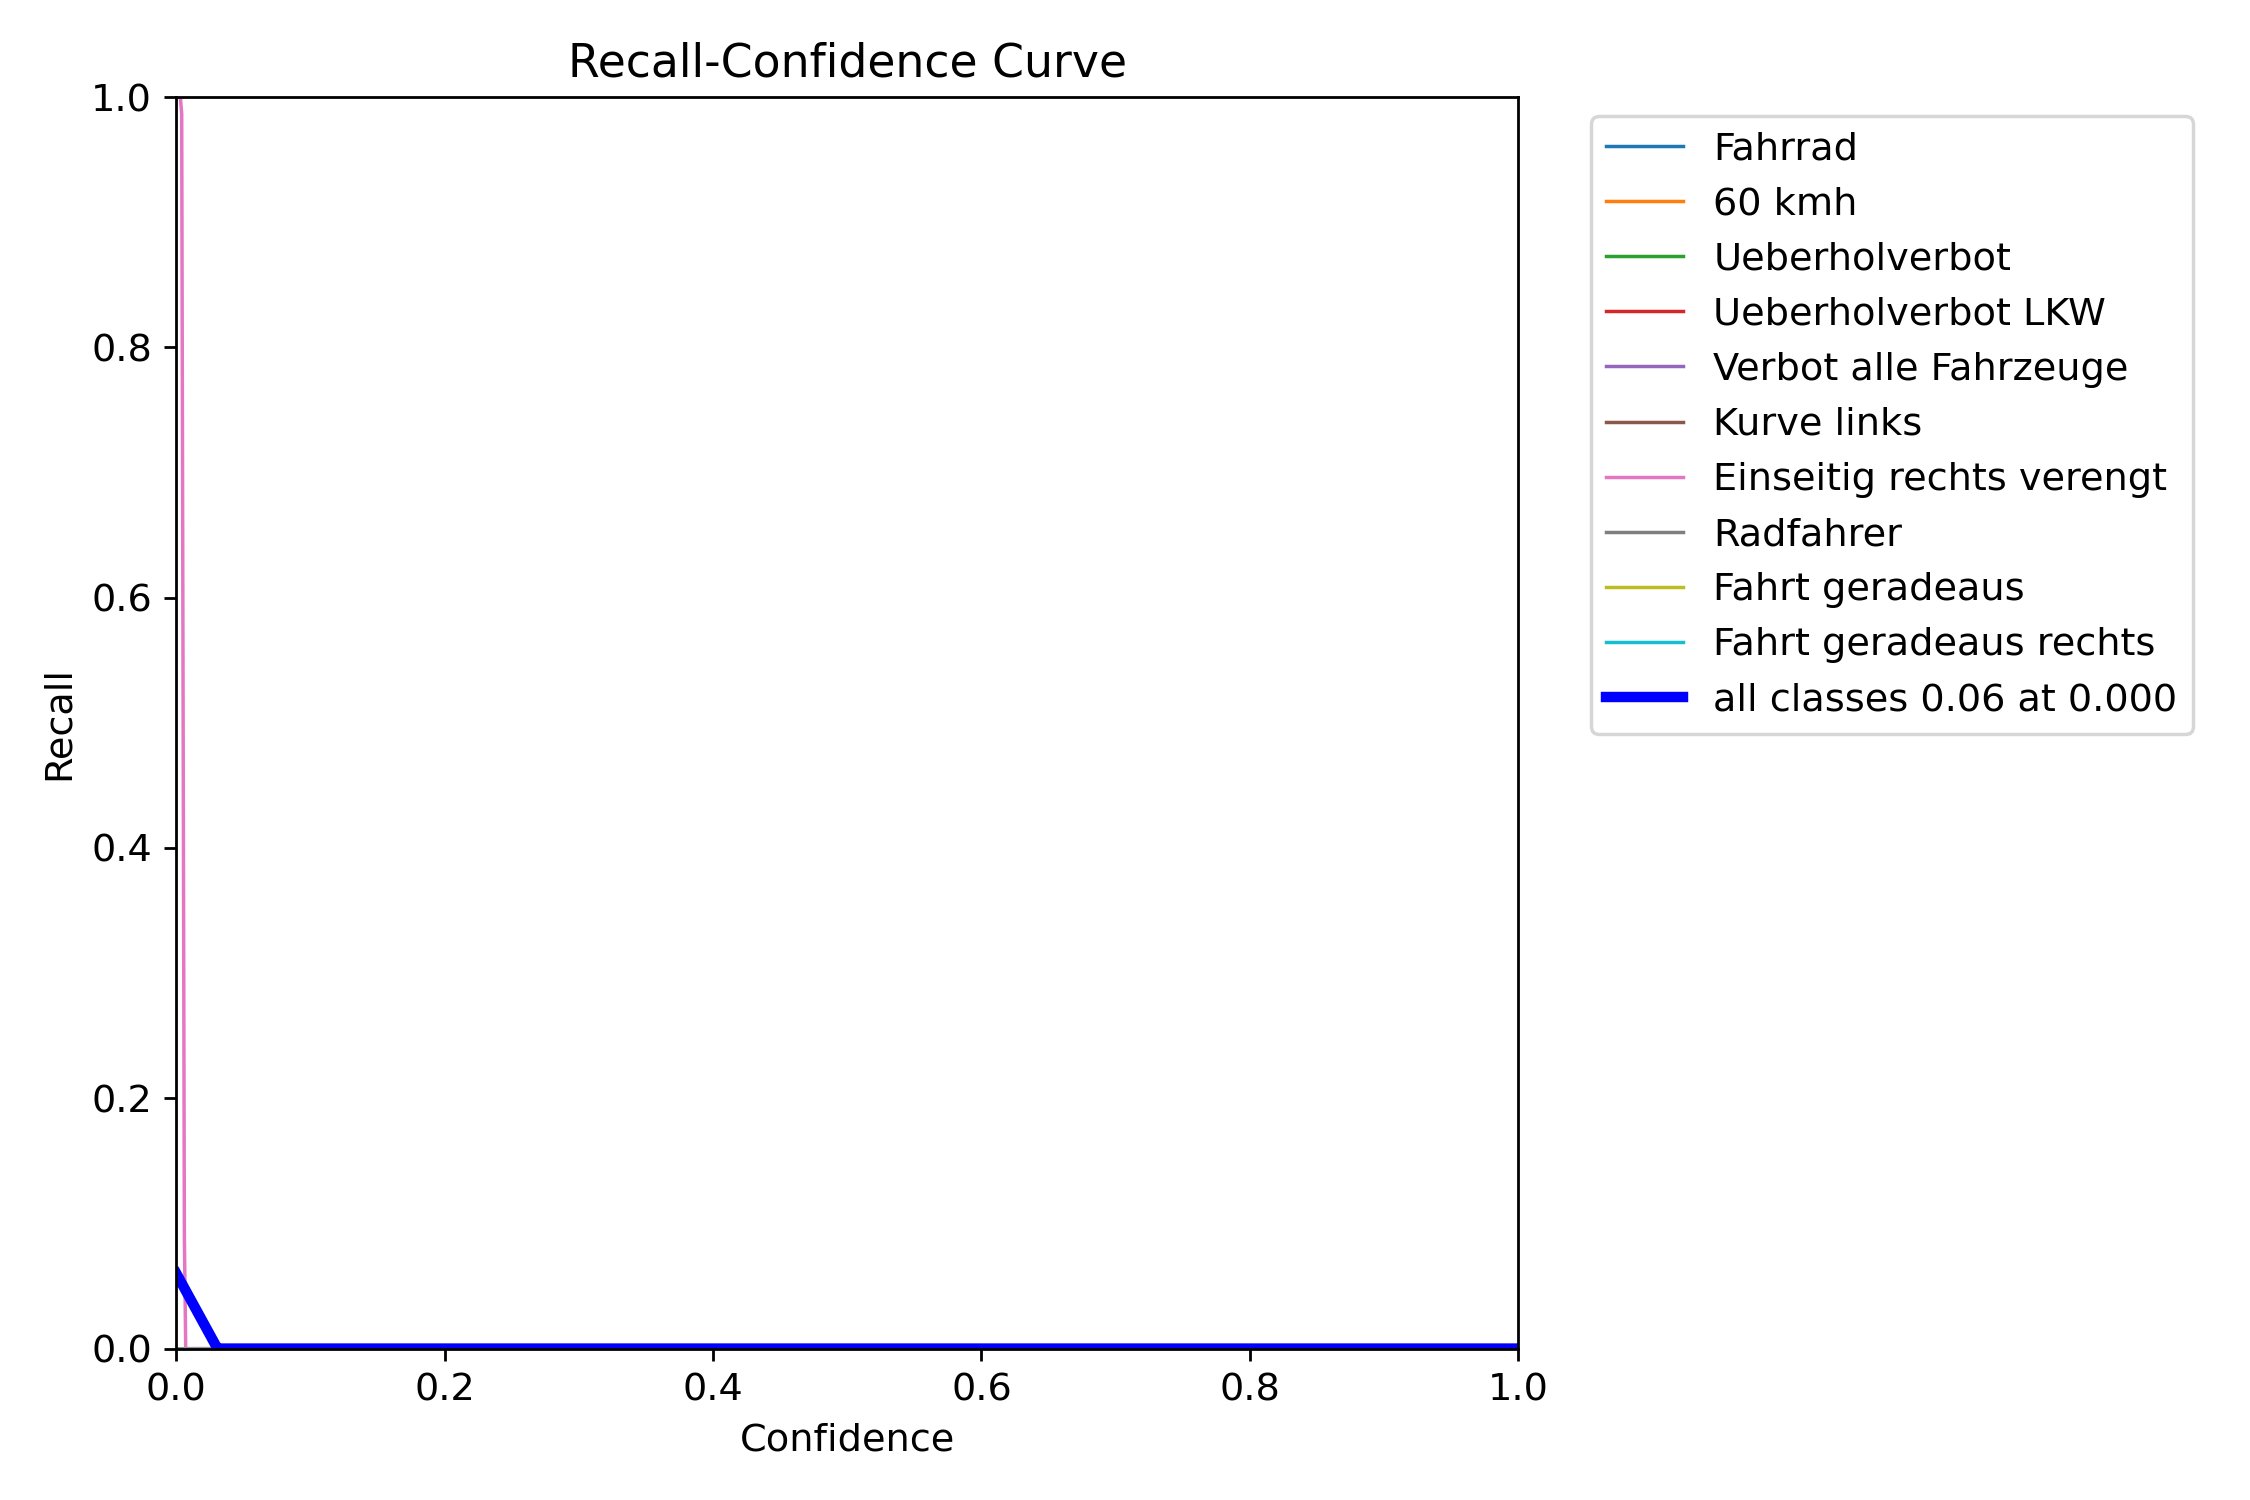 Recall-Confidence Curve
1.0
0.8
0.6
0.4
0.2
0.0
Recall
0.0 0.2 0.4 0.6 0.8 1.0
Confidence
Fahrrad
60 kmh
Ueberholverbot
Ueberholverbot LKW
Verbot alle Fahrzeuge
Kurve links
Einseitig rechts verengt
Radfahrer
Fahrt geradeaus
Fahrt geradeaus rechts
all classes 0.06 at 0.000